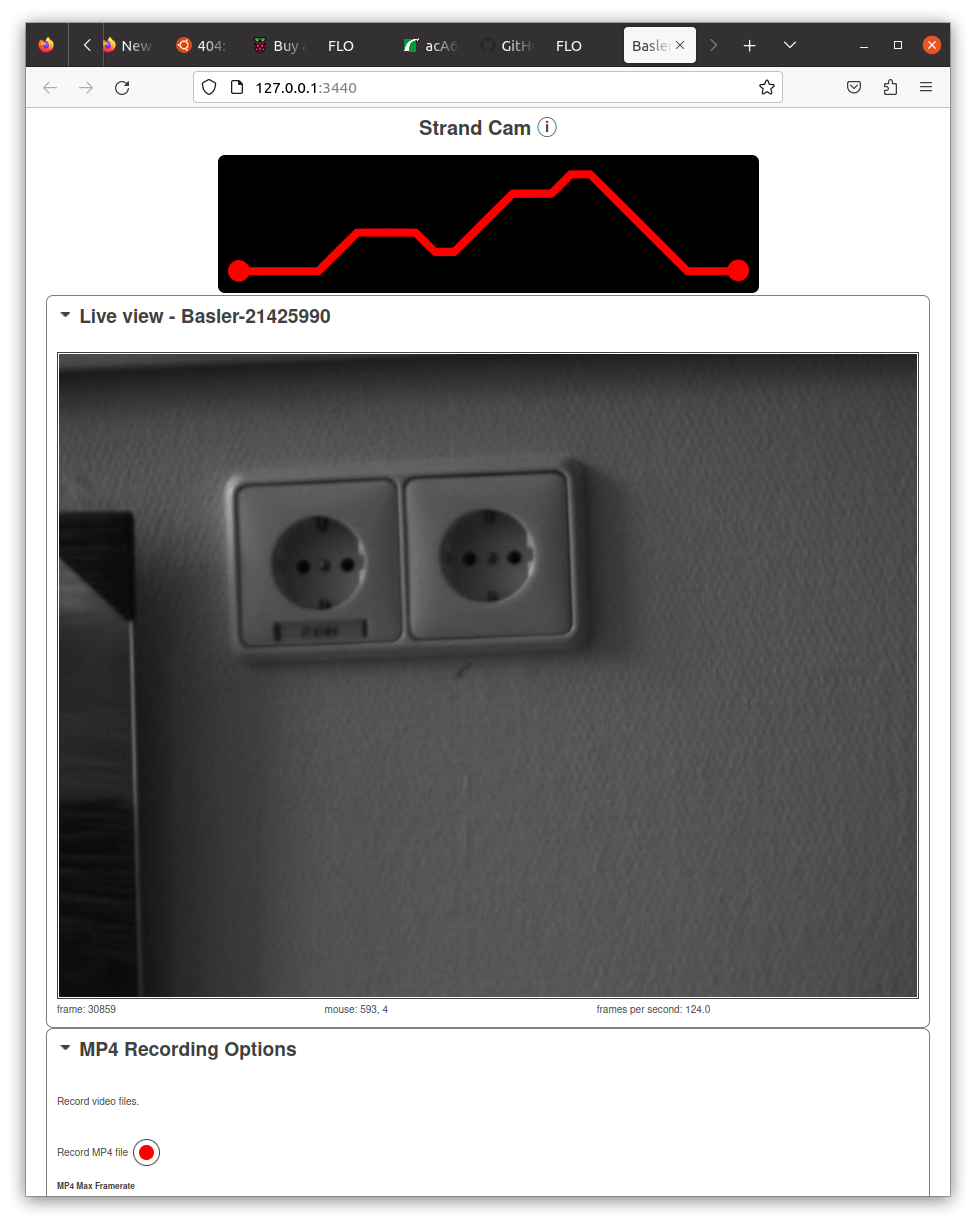 New
404:
Buy
FLO
acA6
GitH
FLO
Basle
127.0.0.1:3440
Strand Cam
Live view - Basler-21425990
frame: 30859
mouse: 593, 4
frames per second: 124.0
MP4 Recording Options
Record video files.
Record MP4 file
MP4 Max Framerate